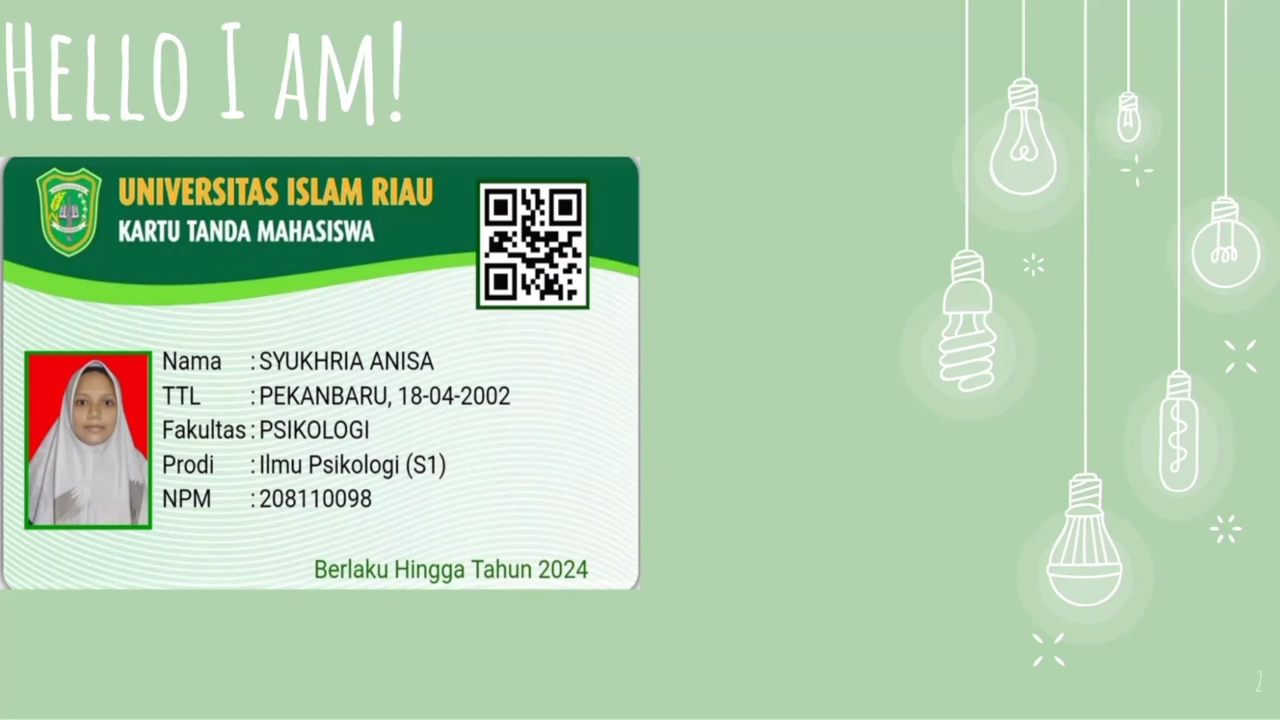 HELLO I AM!
UNIVERSITAS ISLAM RIAU
KARTU TANDA MAHASISWA
Nama : SYUKHRIA ANISA
TTL : PEKANBARU, 18-04-2002
Fakultas : PSIKOLOGI
Prodi : Ilmu Psikologi (S1)
NPM : 208110098
Berlaku Hingga Tahun 2024
2